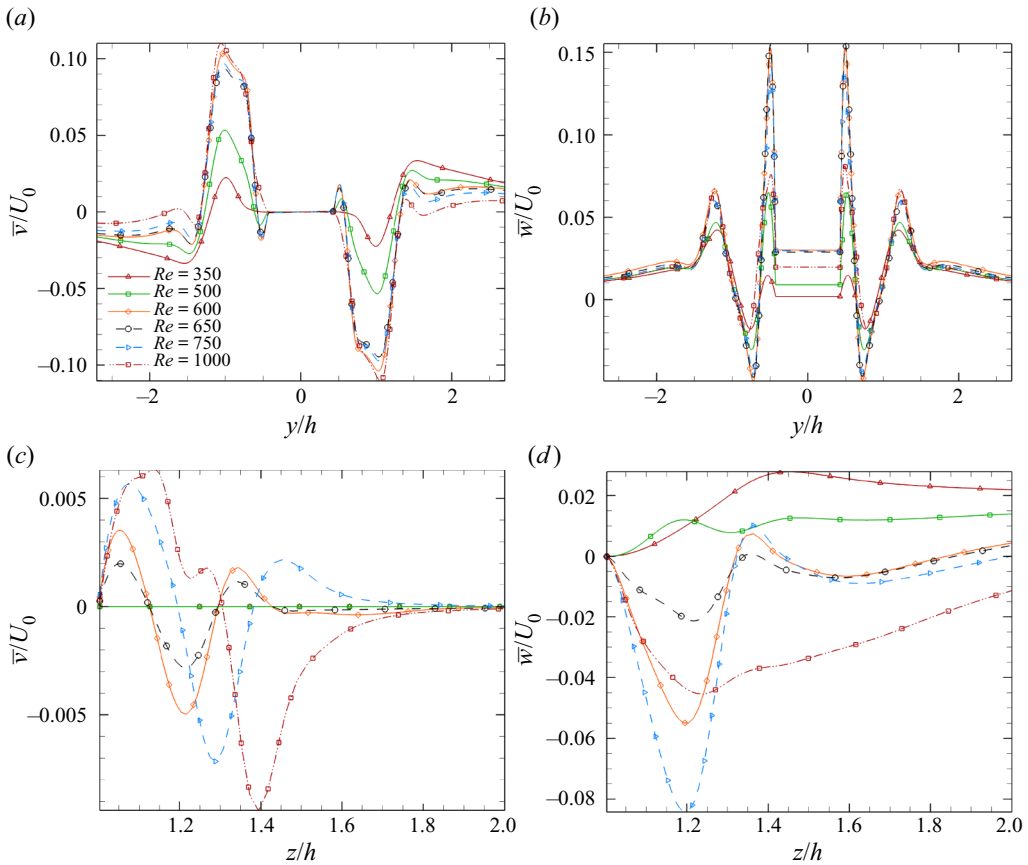 (a)
(b)
0.10
0.05
0
−0.05
−0.10
v̅/U0
Re = 350
Re = 500
Re = 600
Re = 650
Re = 750
Re = 1000
−2
0
2
y/h
0.15
0.10
0.05
0
w̅/U0
−2
0
2
y/h
(c)
(d)
0.005
0
−0.005
v̅/U0
1.2
1.4
1.6
1.8
2.0
z/h
0.02
0
−0.02
−0.04
−0.06
−0.08
w̅/U0
1.2
1.4
1.6
1.8
2.0
z/h